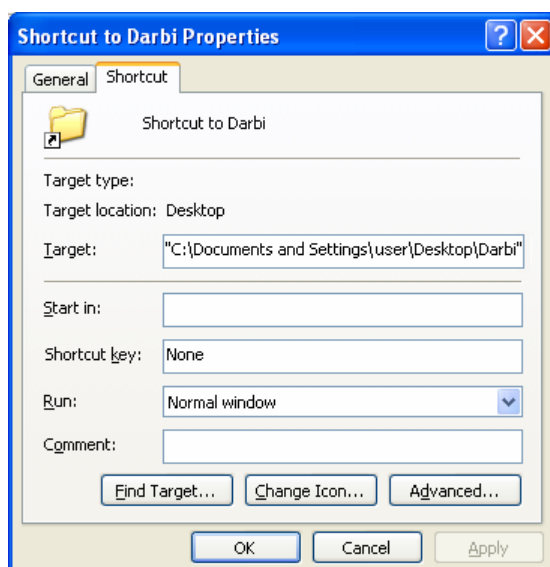 Shortcut to Darbi Properties
General Shortcut
Shortcut to Darbi
Target type:
Target location: Desktop
Target: "C:\Documents and Settings\user\Desktop\Darbi"
Start in:
Shortcut key: None
Run: Normal window
Comment:
Find Target... Change Icon... Advanced...
OK Cancel Apply